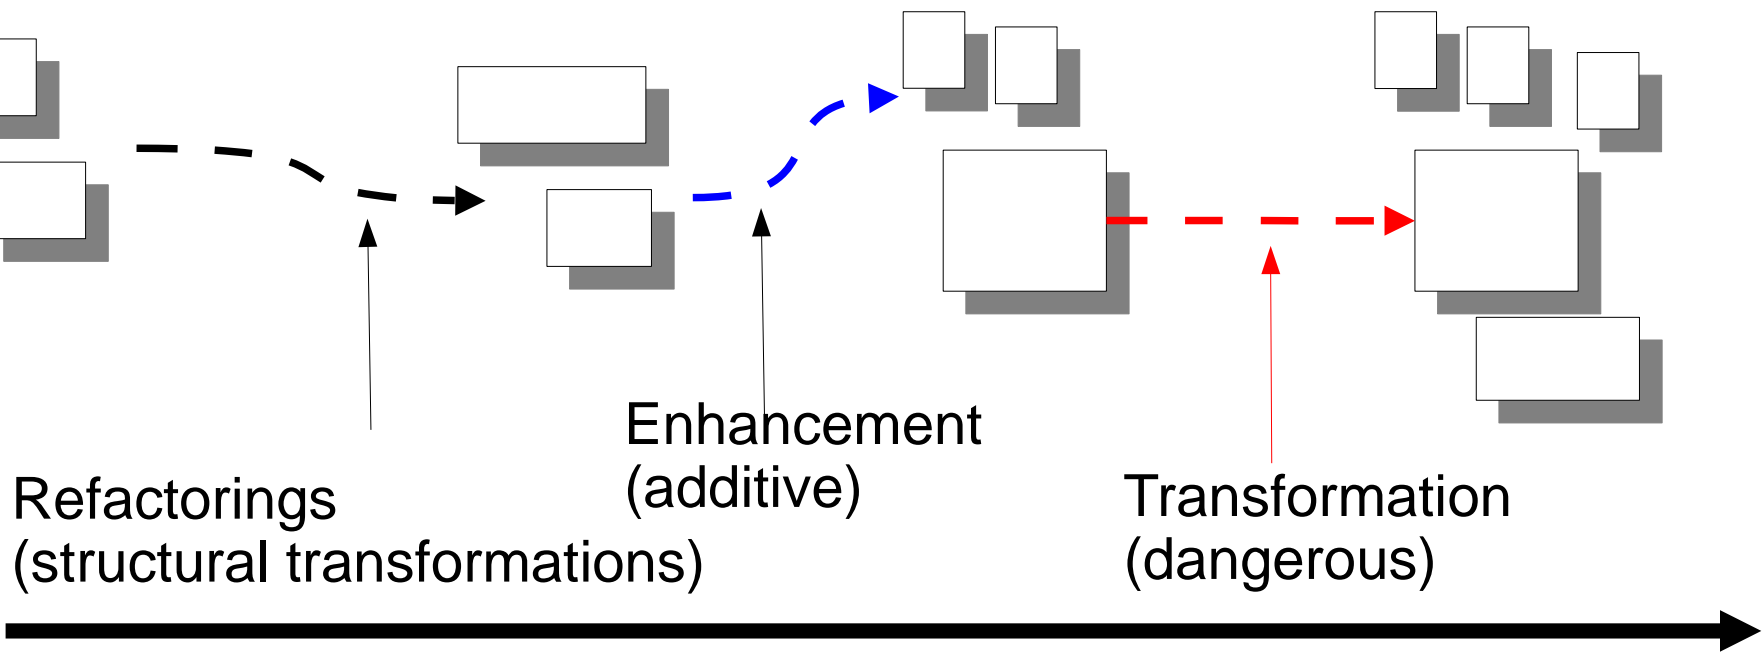 Refactorings
(structural transformations)
Enhancement
(additive)
Transformation
(dangerous)